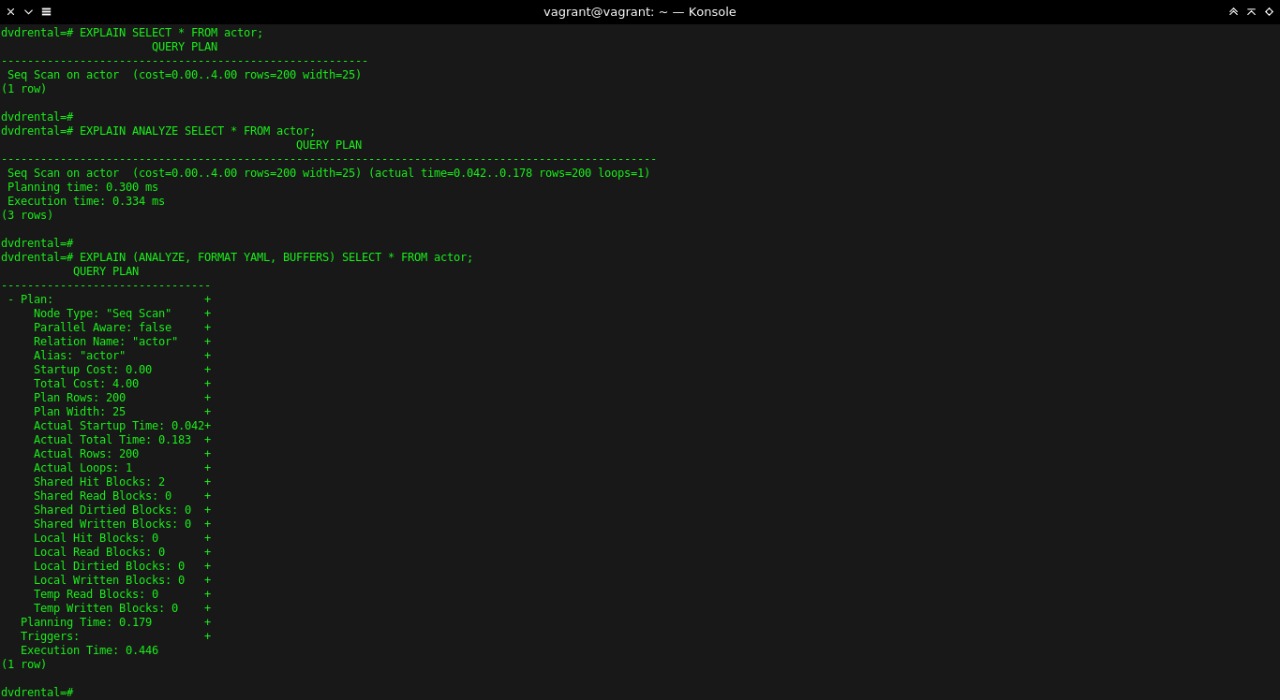 vagrant@vagrant: ~ — Konsole
dvdrental=# EXPLAIN SELECT * FROM actor;
                       QUERY PLAN
--------------------------------------------------------
 Seq Scan on actor  (cost=0.00..4.00 rows=200 width=25)
(1 row)

dvdrental=#
dvdrental=# EXPLAIN ANALYZE SELECT * FROM actor;
                                             QUERY PLAN
----------------------------------------------------------------------------------------------------
 Seq Scan on actor  (cost=0.00..4.00 rows=200 width=25) (actual time=0.042..0.178 rows=200 loops=1)
 Planning time: 0.300 ms
 Execution time: 0.334 ms
(3 rows)

dvdrental=#
dvdrental=# EXPLAIN (ANALYZE, FORMAT YAML, BUFFERS) SELECT * FROM actor;
           QUERY PLAN
--------------------------------
 - Plan:                       +
     Node Type: "Seq Scan"     +
     Parallel Aware: false     +
     Relation Name: "actor"    +
     Alias: "actor"            +
     Startup Cost: 0.00        +
     Total Cost: 4.00          +
     Plan Rows: 200            +
     Plan Width: 25            +
     Actual Startup Time: 0.042+
     Actual Total Time: 0.183  +
     Actual Rows: 200          +
     Actual Loops: 1           +
     Shared Hit Blocks: 2      +
     Shared Read Blocks: 0     +
     Shared Dirtied Blocks: 0  +
     Shared Written Blocks: 0  +
     Local Hit Blocks: 0       +
     Local Read Blocks: 0      +
     Local Dirtied Blocks: 0   +
     Local Written Blocks: 0   +
     Temp Read Blocks: 0       +
     Temp Written Blocks: 0    +
   Planning Time: 0.179        +
   Triggers:                   +
   Execution Time: 0.446
(1 row)

dvdrental=#